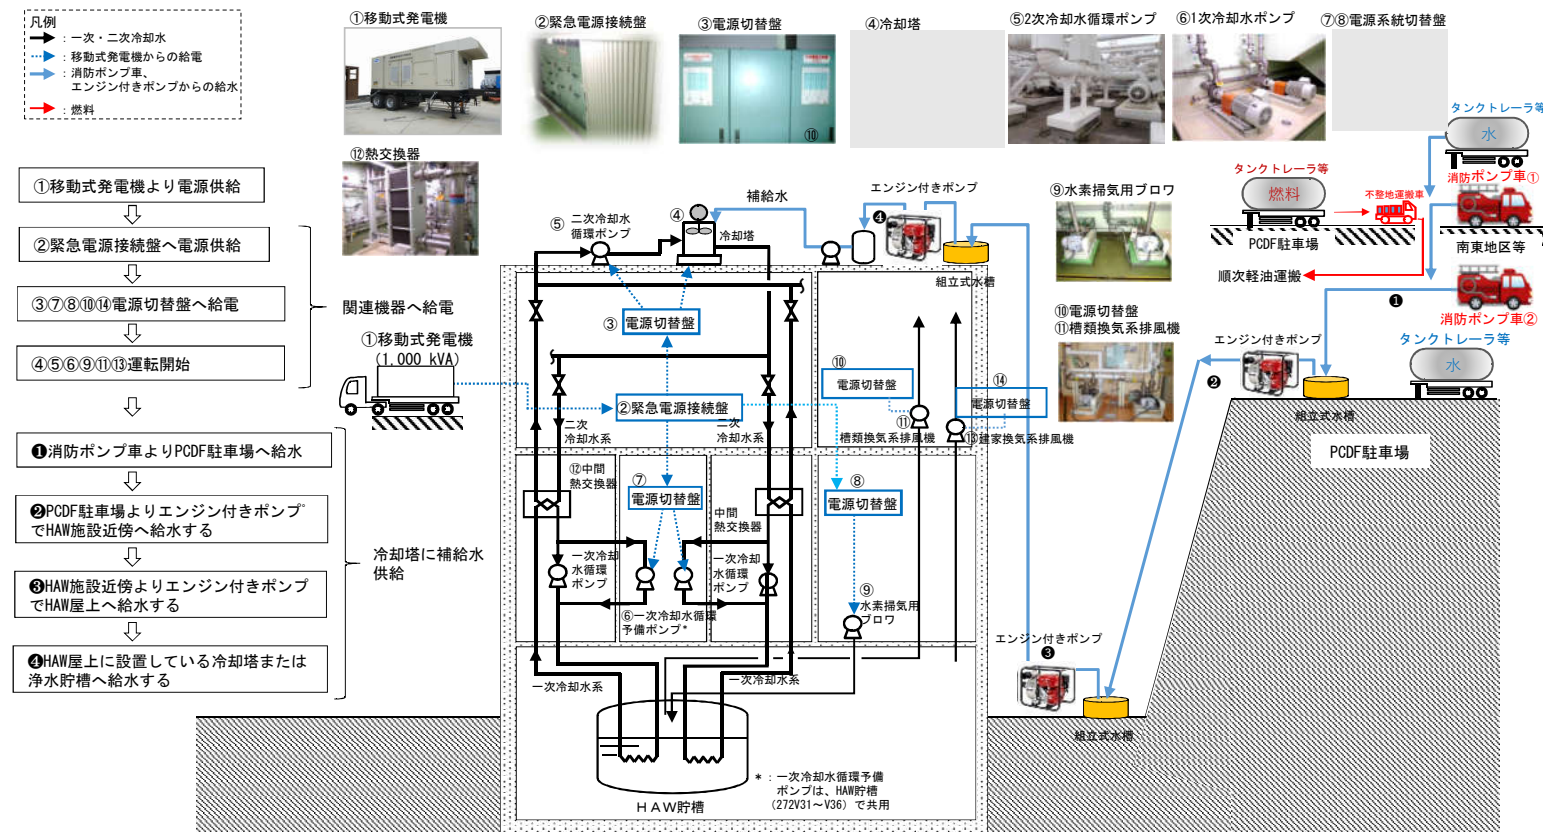 凡例
：一次・二次冷却水
：移動式発電機からの給電
：消防ポンプ車、
エンジン付きポンプからの給水
：燃料
①移動式発電機
②緊急電源接続盤
③電源切替盤
⑩
④冷却塔
⑤2次冷却水循環ポンプ
⑥1次冷却水ポンプ
⑦⑧電源系統切替盤
⑫熱交換器
⑨水素掃気用ブロワ
⑩電源切替盤
⑪槽類換気系排風機
①移動式発電機より電源供給
②緊急電源接続盤へ電源供給
③⑦⑧⑩⑭電源切替盤へ給電
④⑤⑥⑨⑪⑬運転開始
関連機器へ給電
❶消防ポンプ車よりPCDF駐車場へ給水
❷PCDF駐車場よりエンジン付きポンプ
でHAW施設近傍へ給水する
❸HAW施設近傍よりエンジン付きポンプ
でHAW屋上へ給水する
❹HAW屋上に設置している冷却塔または
浄水貯槽へ給水する
冷却塔に補給水
供給
①移動式発電機
(1,000 kVA)
⑤
二次冷却水
循環ポンプ
④
冷却塔
補給水
エンジン付きポンプ
❹
組立式水槽
③
電源切替盤
②緊急電源接続盤
二次
冷却水系
二次
冷却水系
⑩
電源切替盤
⑪
槽類換気系排風機
⑭
電源切替盤
⑬建家換気系排風機
⑫中間
熱交換器
⑦
電源切替盤
中間
熱交換器
⑧
電源切替盤
一次冷却
水循環
ポンプ
一次冷却
水循環
ポンプ
⑥一次冷却水循環
予備ポンプ*
⑨
水素掃気用
ブロワ
一次冷却水系
一次冷却水系
ＨＡＷ貯槽
*：一次冷却水循環予備
ポンプは、HAW貯槽
(272V31～V36)で共用
エンジン付きポンプ
❸
組立式水槽
タンクトレーラ等
水
消防ポンプ車①
南東地区等
タンクトレーラ等
燃料
不整地運搬車
PCDF駐車場
順次軽油運搬
❶
消防ポンプ車②
エンジン付きポンプ
❷
組立式水槽
タンクトレーラ等
水
PCDF駐車場